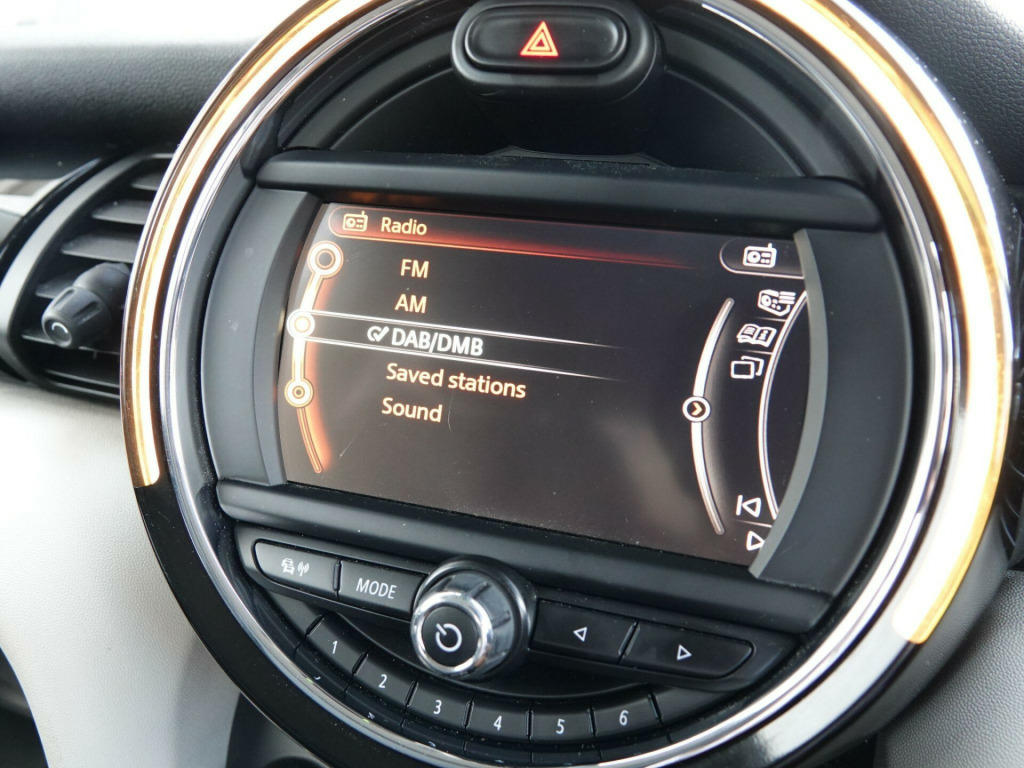 Radio
FM
AM
DAB/DMB
Saved stations
Sound
MODE
1
2
3
4
5
6